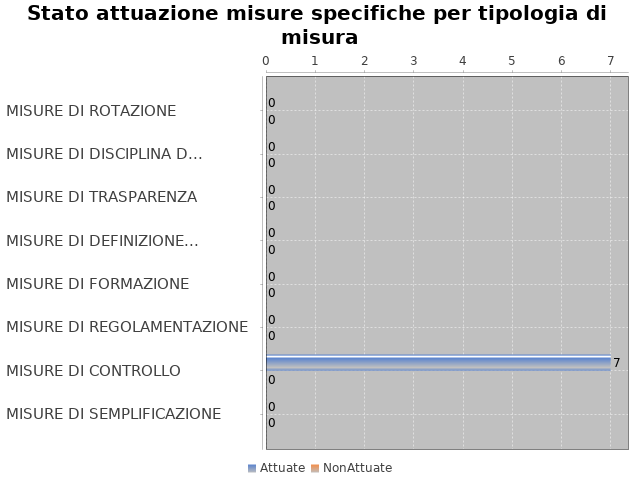 Stato attuazione misure specifiche per tipologia di
misura
0 1 2 3 4 5 6 7
MISURE DI ROTAZIONE
0
0
MISURE DI DISCIPLINA D...
0
0
MISURE DI TRASPARENZA
0
0
MISURE DI DEFINIZIONE...
0
0
MISURE DI FORMAZIONE
0
0
MISURE DI REGOLAMENTAZIONE
0
0
MISURE DI CONTROLLO
7
0
MISURE DI SEMPLIFICAZIONE
0
0
Attuate NonAttuate